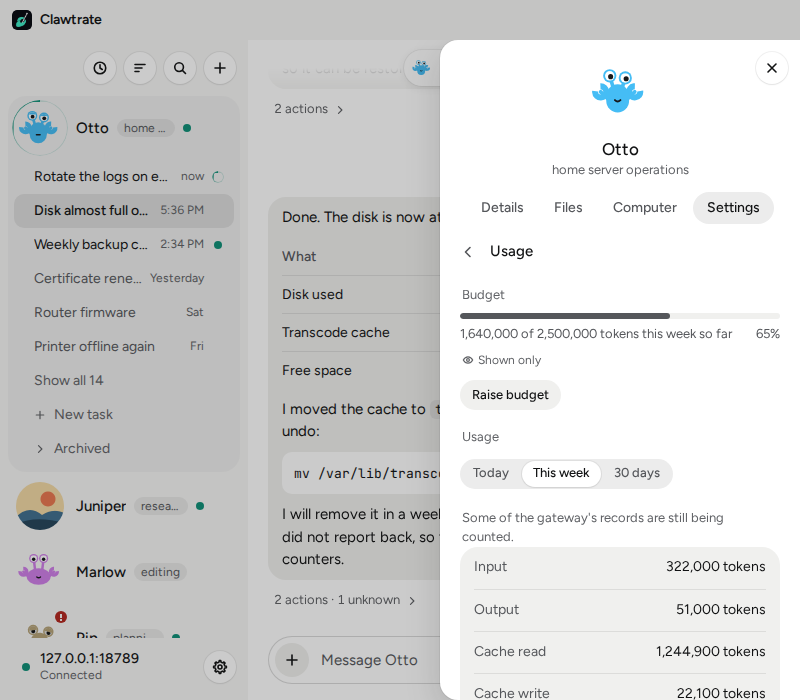 Clawtrate
Otto
home ...
Rotate the logs on e...
now
Disk almost full o...
5:36 PM
Weekly backup c...
2:34 PM
Certificate rene...
Yesterday
Router firmware
Sat
Printer offline again
Fri
Show all 14
New task
Archived
Juniper
resea...
Marlow
editing
Pip
planni...
127.0.0.1:18789
Connected
2 actions
Done. The disk is now at
What
Disk used
Transcode cache
Free space
I moved the cache to
undo:
mv /var/lib/transco
I will remove it in a week
did not report back, so
counters.
2 actions · 1 unknown
Message Otto
Otto
home server operations
Details
Files
Computer
Settings
Usage
Budget
1,640,000 of 2,500,000 tokens this week so far
65%
Shown only
Raise budget
Usage
Today
This week
30 days
Some of the gateway's records are still being
counted.
Input
322,000 tokens
Output
51,000 tokens
Cache read
1,244,900 tokens
Cache write
22,100 tokens